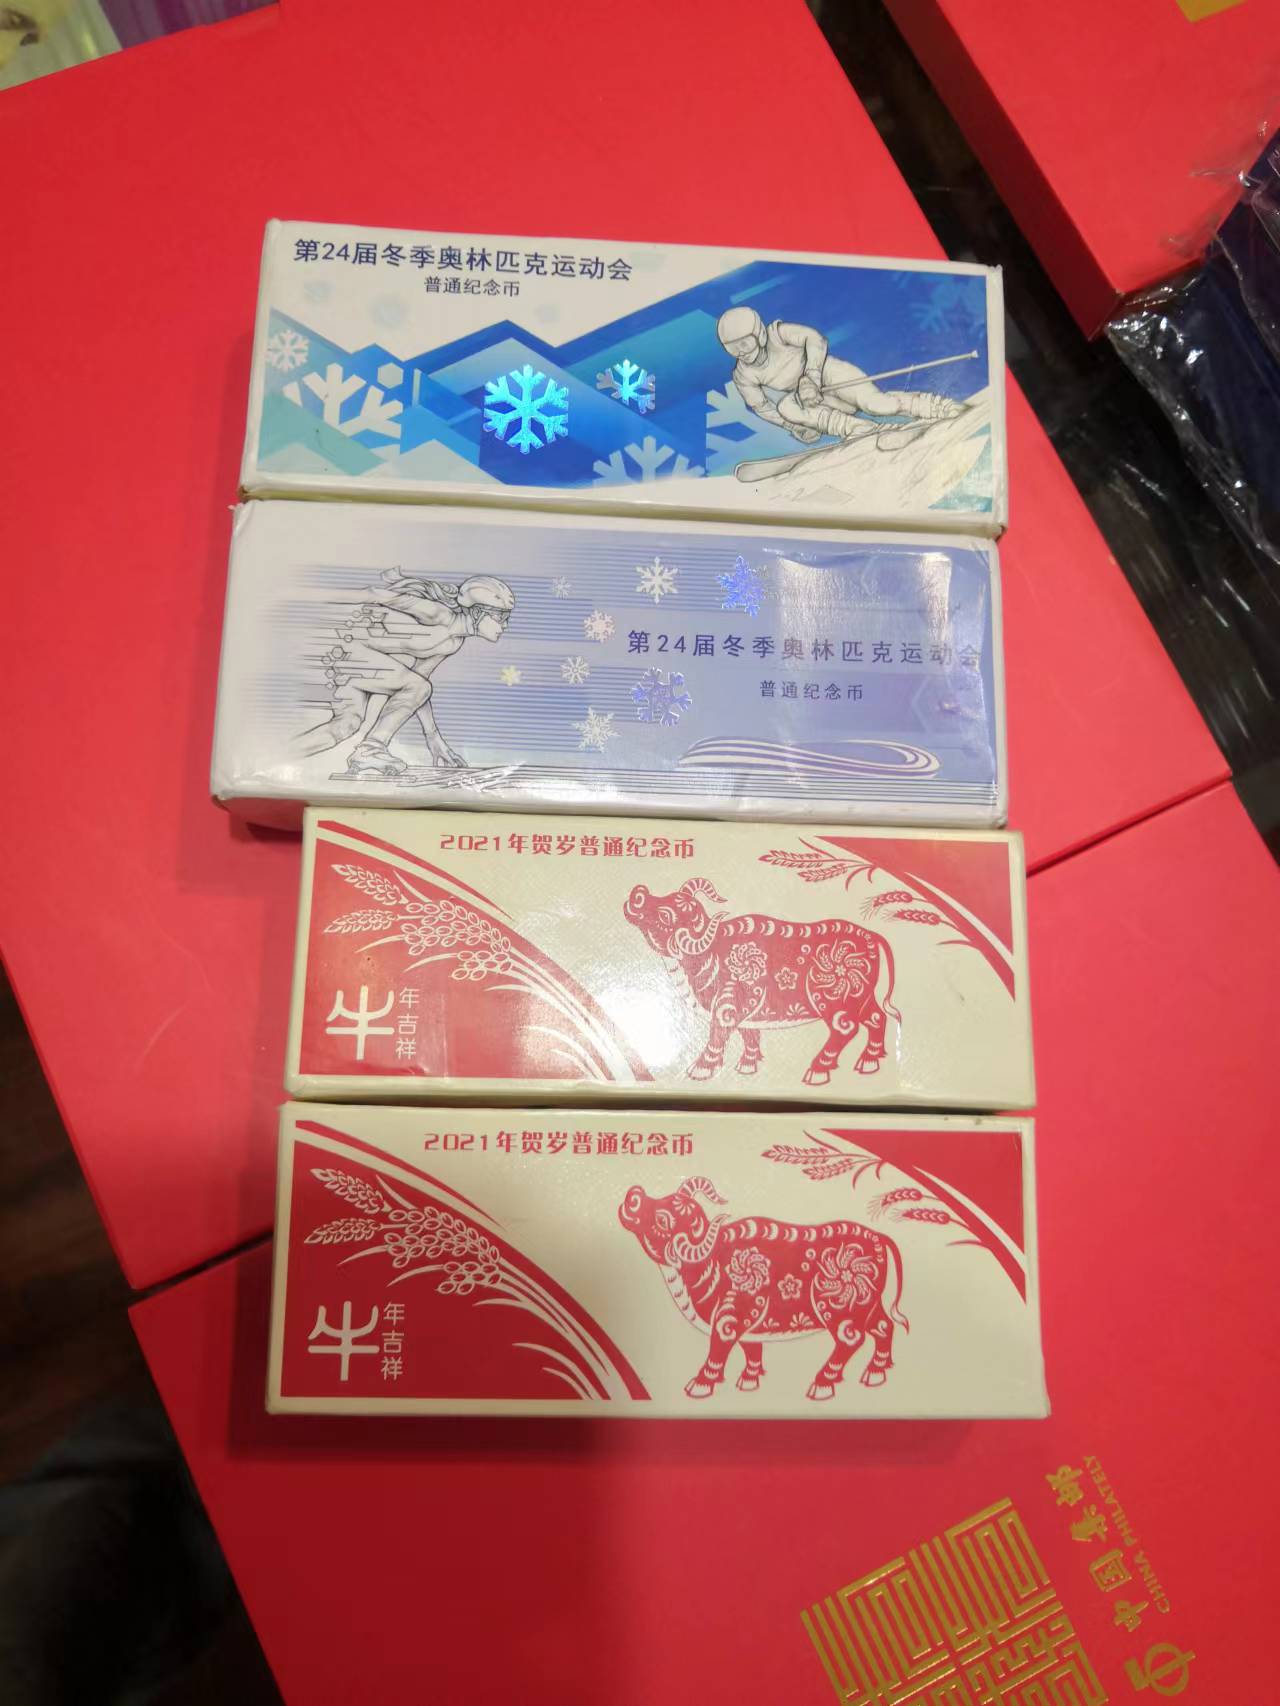 第24届冬季奥林匹克运动会
普通纪念币
第24届冬季奥林匹克运动会
普通纪念币
2021年贺岁普通纪念币
牛年吉祥
2021年贺岁普通纪念币
牛年吉祥
中国集邮
CHINA PHILATELY